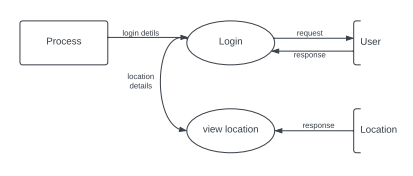 Process
login detils
Login
request
response
User
location
details
view location
response
Location